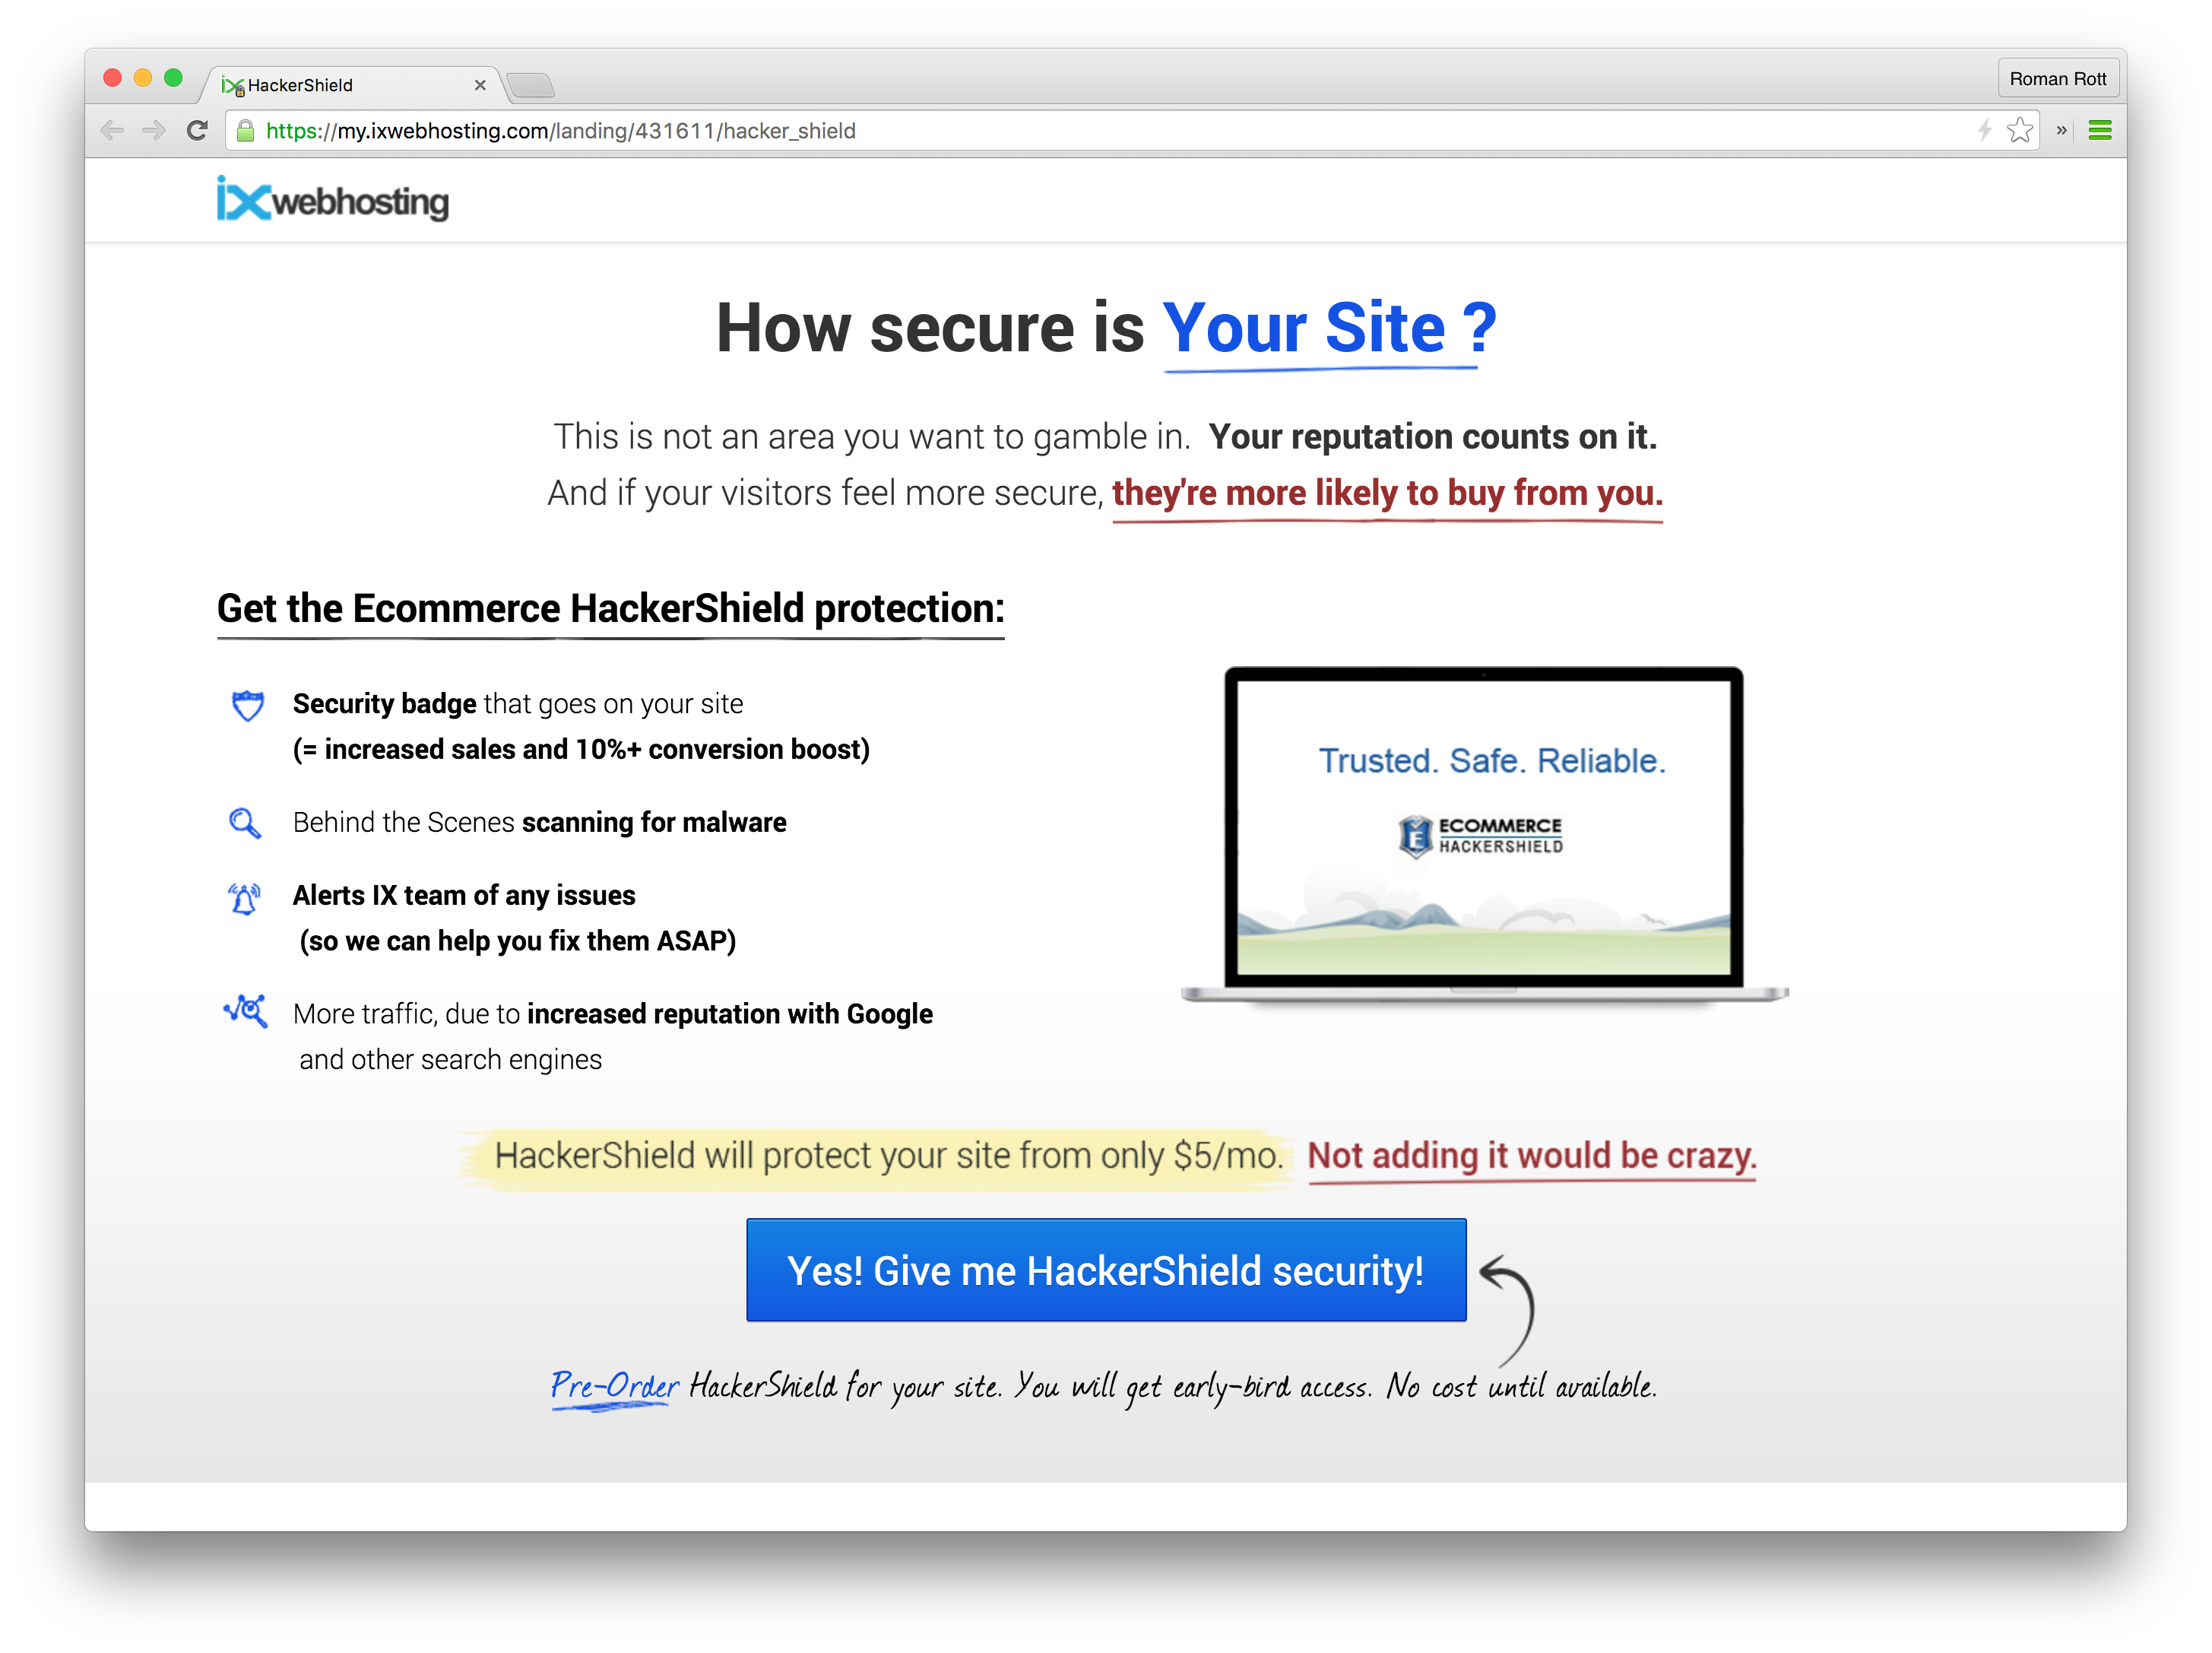 HackerShield
Roman Rott
https://my.ixwebhosting.com/landing/431611/hacker_shield
ixwebhosting
How secure is Your Site ?
This is not an area you want to gamble in. Your reputation counts on it.
And if your visitors feel more secure, they're more likely to buy from you.
Get the Ecommerce HackerShield protection:
Security badge that goes on your site
(= increased sales and 10%+ conversion boost)
Behind the Scenes scanning for malware
Alerts IX team of any issues
(so we can help you fix them ASAP)
More traffic, due to increased reputation with Google
and other search engines
Trusted. Safe. Reliable.
E
ECOMMERCE
HACKERSHIELD
HackerShield will protect your site from only $5/mo. Not adding it would be crazy.
Yes! Give me HackerShield security!
Pre-Order HackerShield for your site. You will get early-bird access. No cost until available.